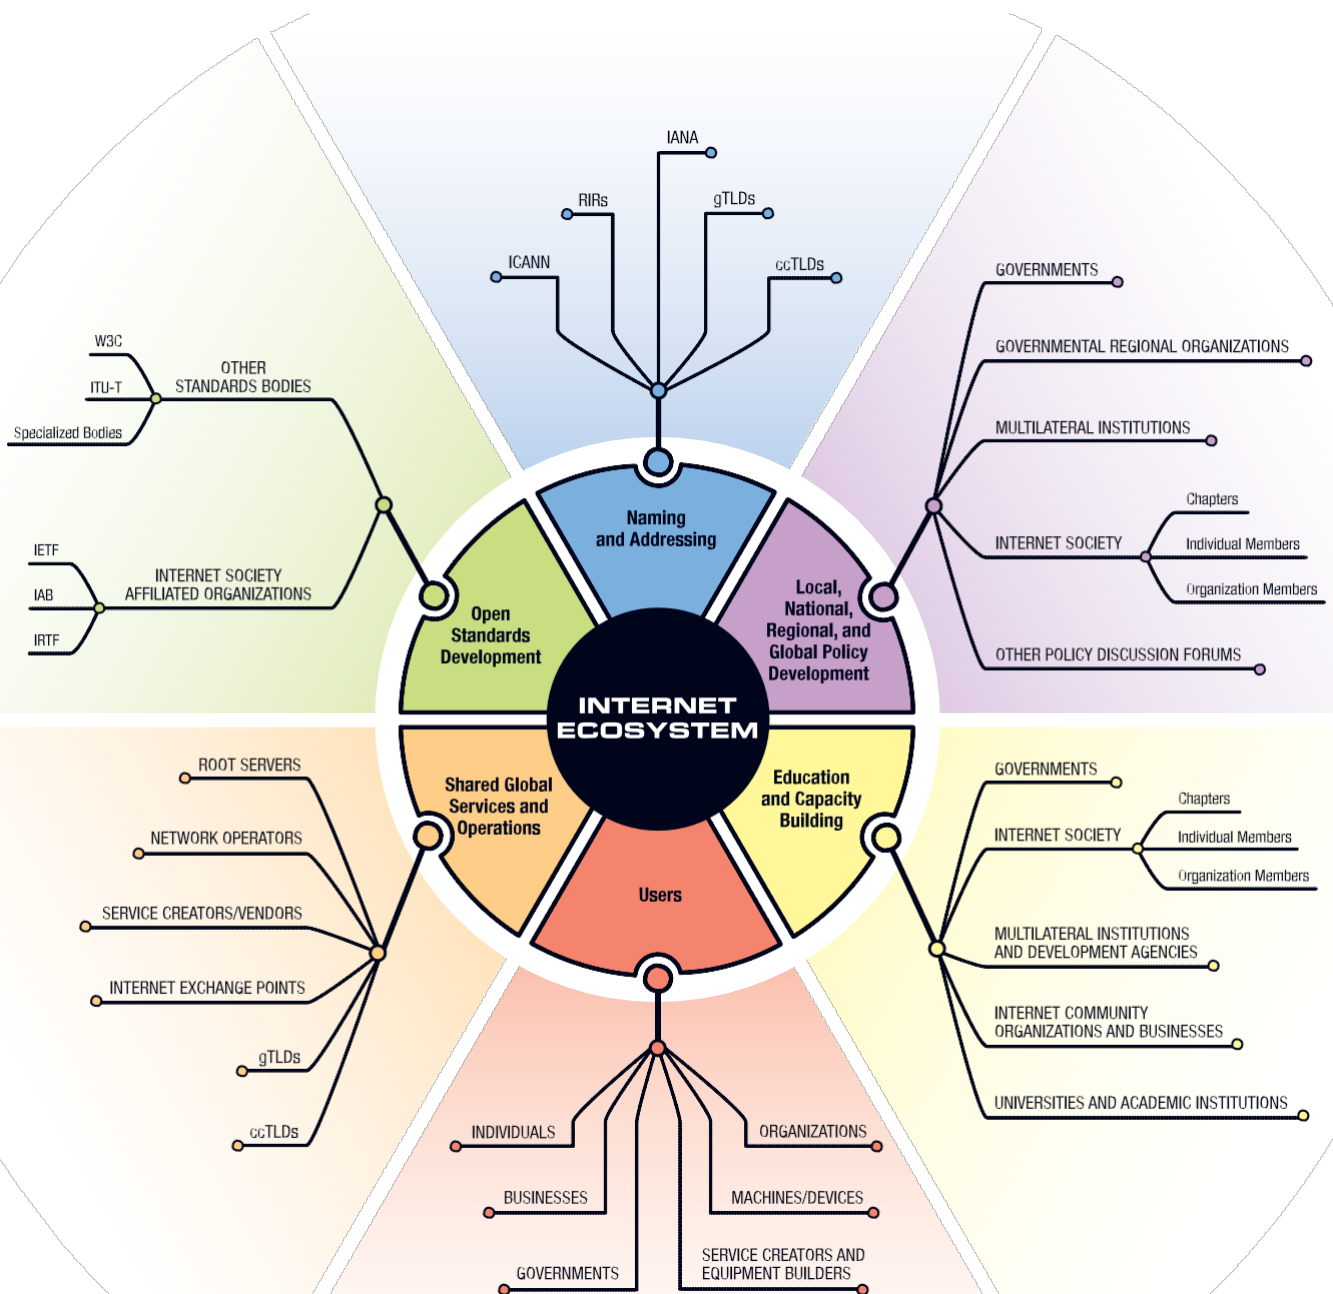 IANA
RIRs
gTLDs
ICANN
ccTLDs
Naming
and Addressing
GOVERNMENTS
GOVERNMENTAL REGIONAL ORGANIZATIONS
MULTILATERAL INSTITUTIONS
INTERNET SOCIETY
Chapters
Individual Members
Organization Members
OTHER POLICY DISCUSSION FORUMS
Local,
National,
Regional, and
Global Policy
Development
W3C
ITU-T
Specialized Bodies
OTHER
STANDARDS BODIES
IETF
IAB
IRTF
INTERNET SOCIETY
AFFILIATED ORGANIZATIONS
Open
Standards
Development
INTERNET
ECOSYSTEM
Shared Global
Services and
Operations
ROOT SERVERS
NETWORK OPERATORS
SERVICE CREATORS/VENDORS
INTERNET EXCHANGE POINTS
gTLDs
ccTLDs
Education
and Capacity
Building
GOVERNMENTS
INTERNET SOCIETY
Chapters
Individual Members
Organization Members
MULTILATERAL INSTITUTIONS
AND DEVELOPMENT AGENCIES
INTERNET COMMUNITY
ORGANIZATIONS AND BUSINESSES
UNIVERSITIES AND ACADEMIC INSTITUTIONS
Users
INDIVIDUALS
BUSINESSES
GOVERNMENTS
ORGANIZATIONS
MACHINES/DEVICES
SERVICE CREATORS AND
EQUIPMENT BUILDERS